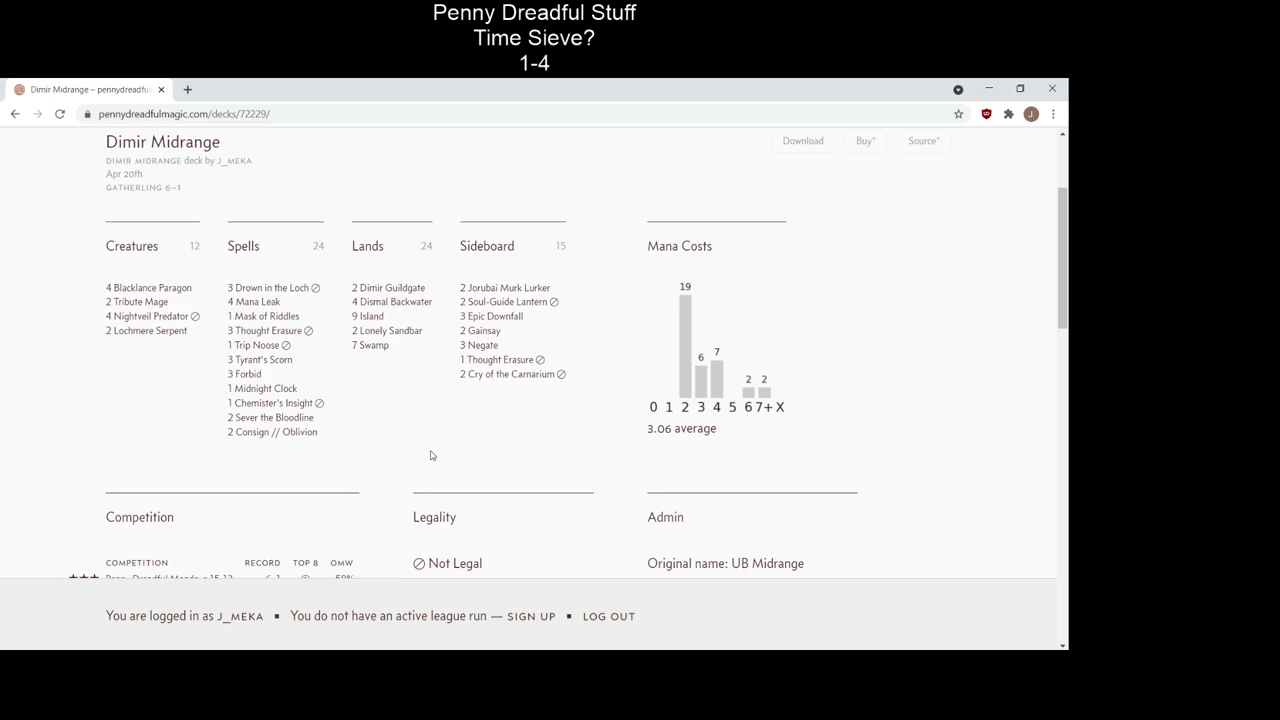 Penny Dreadful Stuff
Time Sieve?
1-4
Dimir Midrange – pennydreadful
J.
pennydreadfulmagic.com/decks/72229/
Dimir Midrange
DIMIR MIDRANGE deck by J_MEKA
Apr 20th
GATHERLING 6–1
Download
Buy*
Source*
Creatures 12
4 Blacklance Paragon
2 Tribute Mage
4 Nightveil Predator
2 Lochmere Serpent
Spells 24
3 Drown in the Loch
4 Mana Leak
1 Mask of Riddles
3 Thought Erasure
1 Trip Noose
3 Tyrant's Scorn
3 Forbid
1 Midnight Clock
1 Chemister's Insight
2 Sever the Bloodline
2 Consign // Oblivion
Lands 24
2 Dimir Guildgate
4 Dismal Backwater
9 Island
2 Lonely Sandbar
7 Swamp
Sideboard 15
2 Jorubai Murk Lurker
2 Soul-Guide Lantern
3 Epic Downfall
2 Gainsay
3 Negate
1 Thought Erasure
2 Cry of the Carnarium
Mana Costs
19
6
7
2
2
0 1 2 3 4 5 6 7+ X
3.06 average
Competition
COMPETITION RECORD TOP 8 OMW
Legality
Not Legal
Admin
Original name: UB Midrange
You are logged in as J_MEKA ▪ You do not have an active league run — SIGN UP ▪ LOG OUT